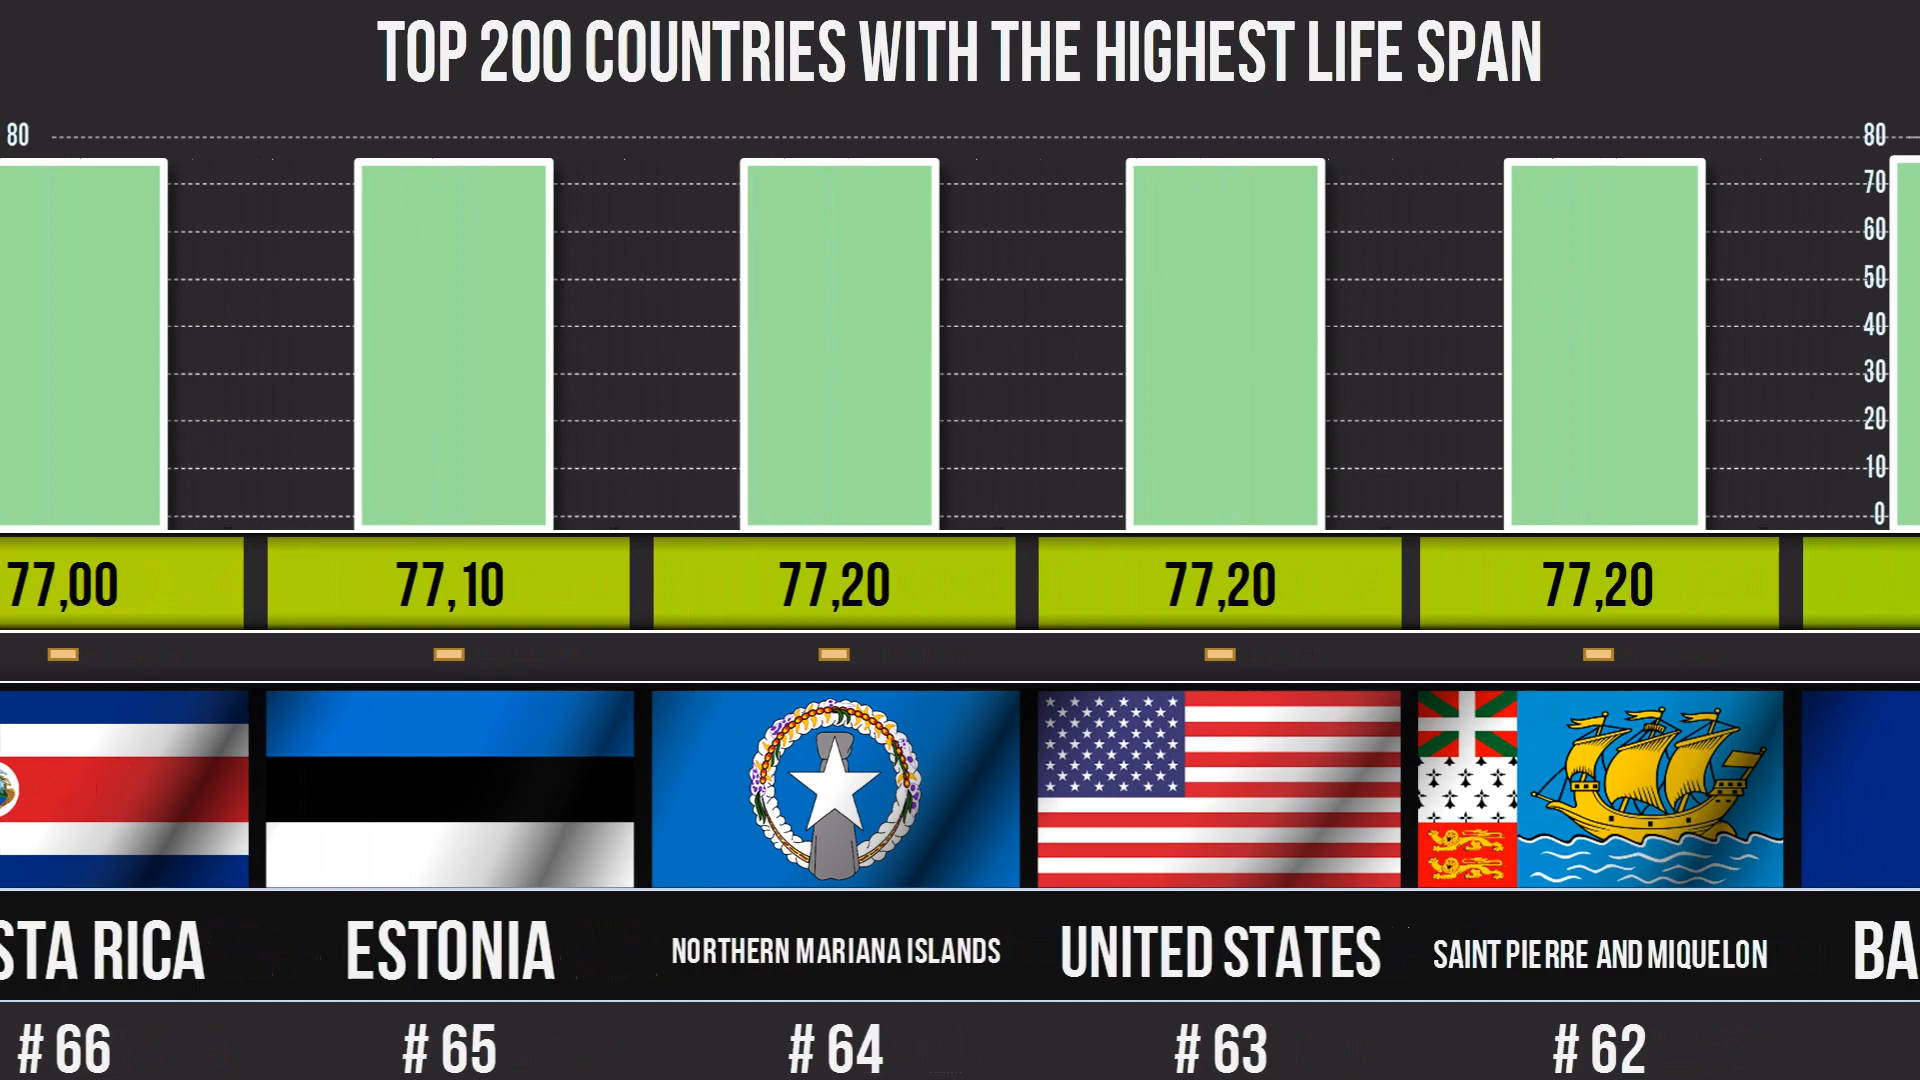 TOP 200 COUNTRIES WITH THE HIGHEST LIFE SPAN
80 80
70
60
50
40
30
20
10
0
77,00 77,10 77,20 77,20 77,20
STA RICA ESTONIA NORTHERN MARIANA ISLANDS UNITED STATES SAINT PIERRE AND MIQUELON BA
# 66 # 65 # 64 # 63 # 62